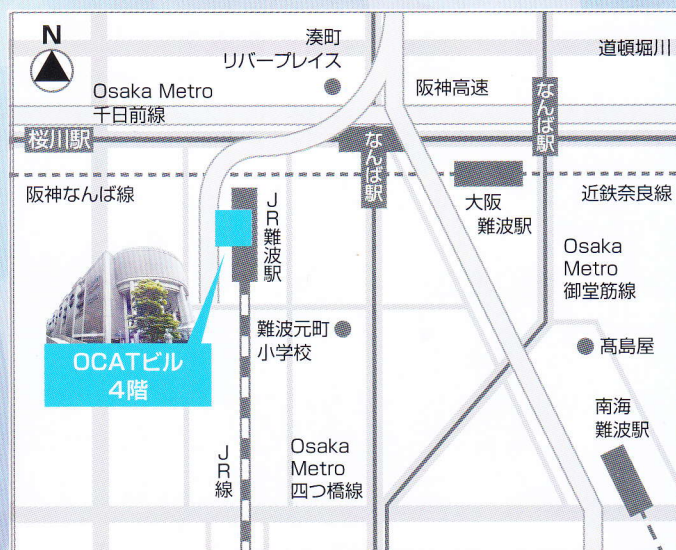 N
湊町
リバープレイス
道頓堀川
Osaka Metro
千日前線
阪神高速
なんば駅
桜川駅
なんば駅
阪神なんば線
JR難波駅
大阪
難波駅
近鉄奈良線
Osaka
Metro
御堂筋線
難波元町
小学校
髙島屋
OCATビル
4階
南海
難波駅
JR線
Osaka
Metro
四つ橋線